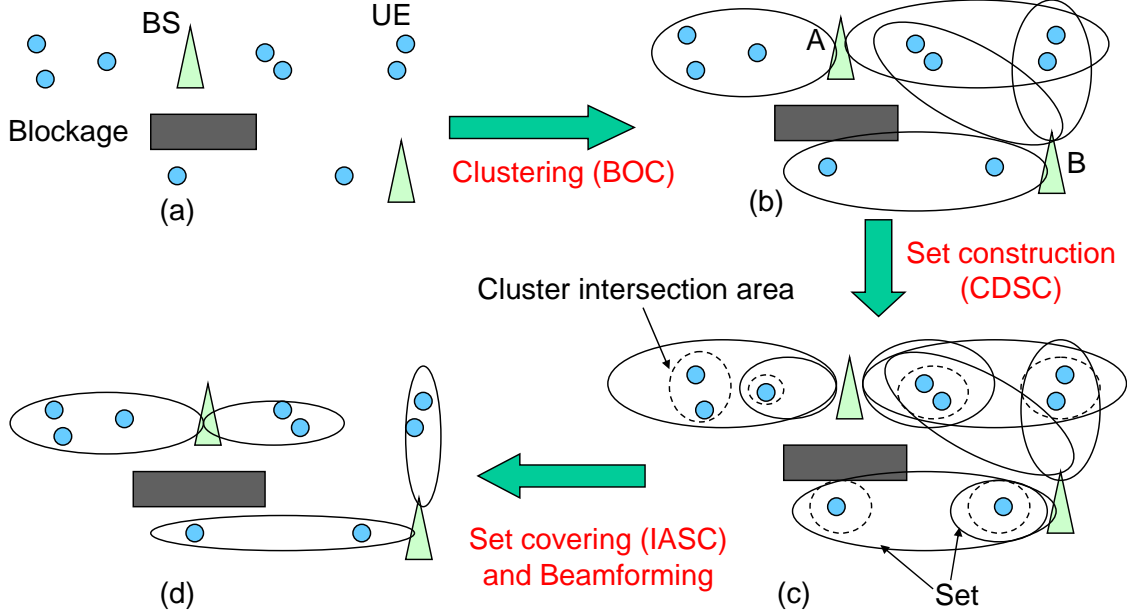 BS
UE
Blockage
(a)
Clustering (BOC)
A
B
(b)
Set construction
(CDSC)
Cluster intersection area
Set
(c)
Set covering (IASC)
and Beamforming
(d)